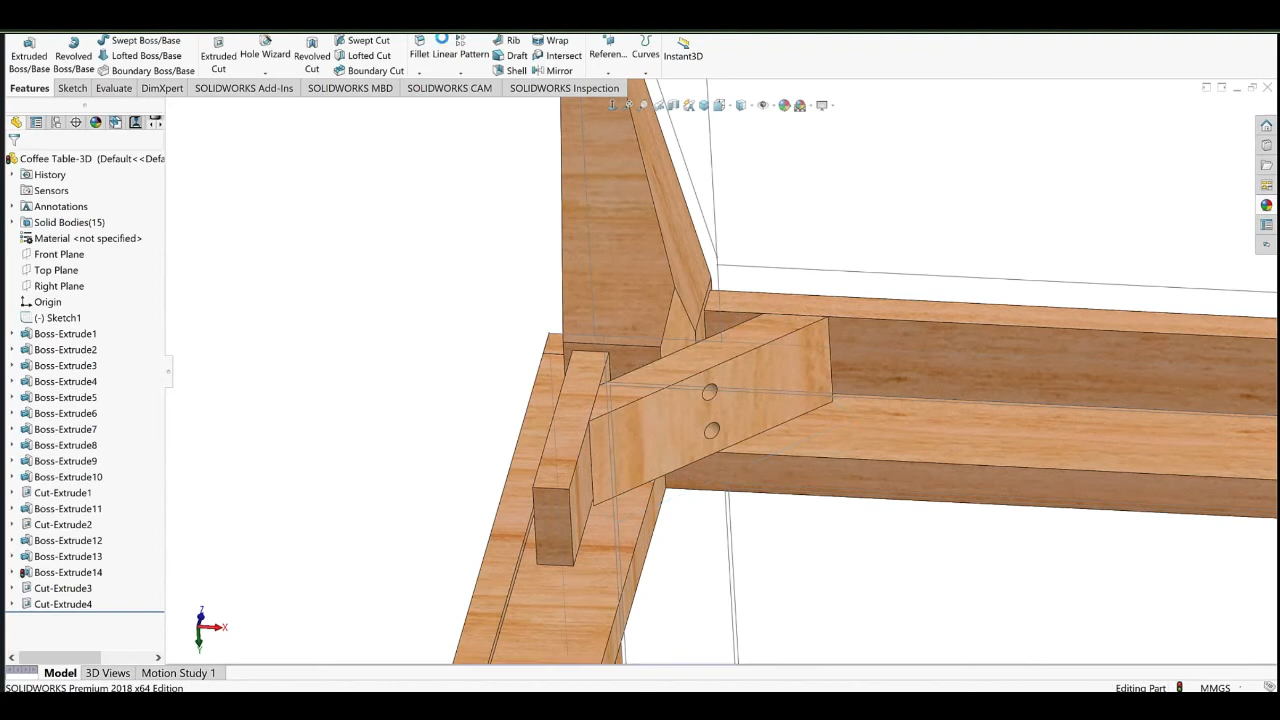 Extruded Boss/Base
Revolved Boss/Base
Swept Boss/Base
Lofted Boss/Base
Boundary Boss/Base
Extruded Cut
Hole Wizard
Revolved Cut
Swept Cut
Lofted Cut
Boundary Cut
Fillet
Linear Pattern
Rib
Draft
Shell
Wrap
Intersect
Mirror
Referen...
Curves
Instant3D
Features
Sketch
Evaluate
DimXpert
SOLIDWORKS Add-Ins
SOLIDWORKS MBD
SOLIDWORKS CAM
SOLIDWORKS Inspection
Coffee Table-3D (Default<<Defa
History
Sensors
Annotations
Solid Bodies(15)
Material <not specified>
Front Plane
Top Plane
Right Plane
Origin
(-) Sketch1
Boss-Extrude1
Boss-Extrude2
Boss-Extrude3
Boss-Extrude4
Boss-Extrude5
Boss-Extrude6
Boss-Extrude7
Boss-Extrude8
Boss-Extrude9
Boss-Extrude10
Cut-Extrude1
Boss-Extrude11
Cut-Extrude2
Boss-Extrude12
Boss-Extrude13
Boss-Extrude14
Cut-Extrude3
Cut-Extrude4
Z
X
Y
Model
3D Views
Motion Study 1
SOLIDWORKS Premium 2018 x64 Edition
Editing Part
MMGS